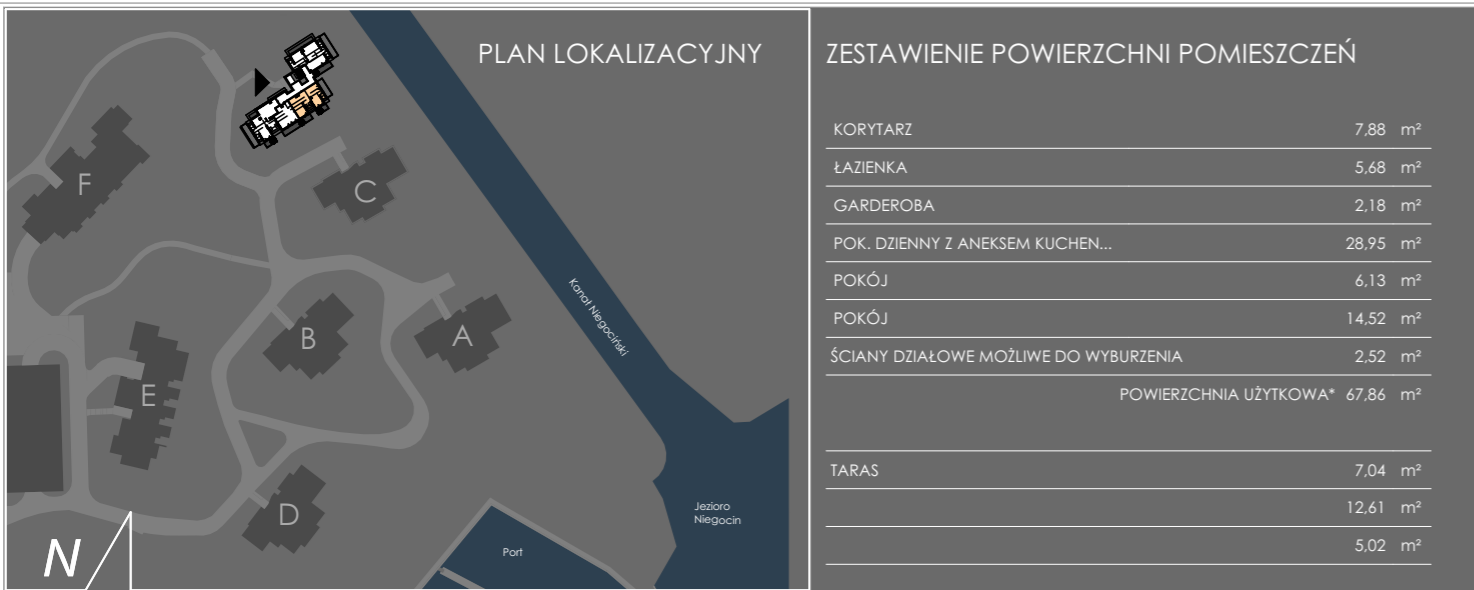 PLAN LOKALIZACYJNY
F
C
B
A
E
D
Kanał Niegociński
Jezioro
Niegocin
Port
N
ZESTAWIENIE POWIERZCHNI POMIESZCZEŃ
KORYTARZ 7,88 m²
ŁAZIENKA 5,68 m²
GARDEROBA 2,18 m²
POK. DZIENNY Z ANEKSEM KUCHEN... 28,95 m²
POKÓJ 6,13 m²
POKÓJ 14,52 m²
ŚCIANY DZIAŁOWE MOŻLIWE DO WYBURZENIA 2,52 m²
POWIERZCHNIA UŻYTKOWA* 67,86 m²
TARAS 7,04 m²
12,61 m²
5,02 m²